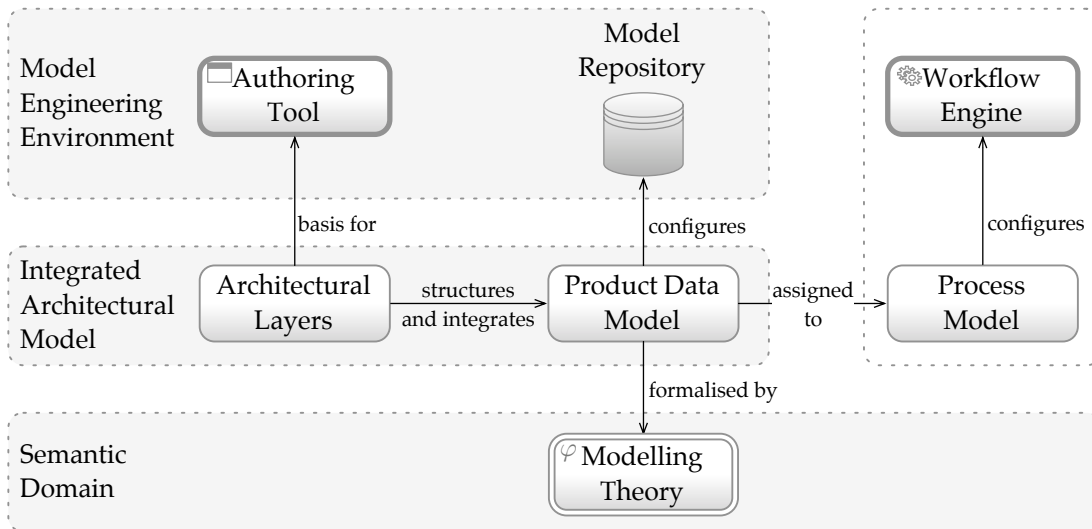 Model
Engineering
Environment
Authoring
Tool
Model
Repository
Workflow
Engine
basis for
configures
configures
Integrated
Architectural
Model
Architectural
Layers
structures
and integrates
Product Data
Model
assigned
to
Process
Model
formalised by
Semantic
Domain
φ Modelling
Theory